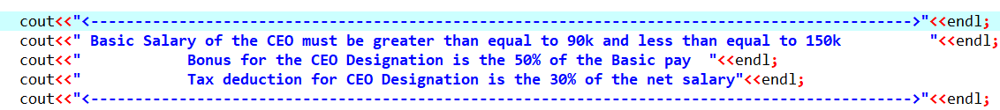 cout<<"<--------------------------------------------------------------------------------------------->"<<endl;
cout<<" Basic Salary of the CEO must be greater than equal to 90k and less than equal to 150k          "<<endl;
cout<<"            Bonus for the CEO Designation is the 50% of the Basic pay  "<<endl;
cout<<"            Tax deduction for CEO Designation is the 30% of the net salary"<<endl;
cout<<"<--------------------------------------------------------------------------------------------->"<<endl;